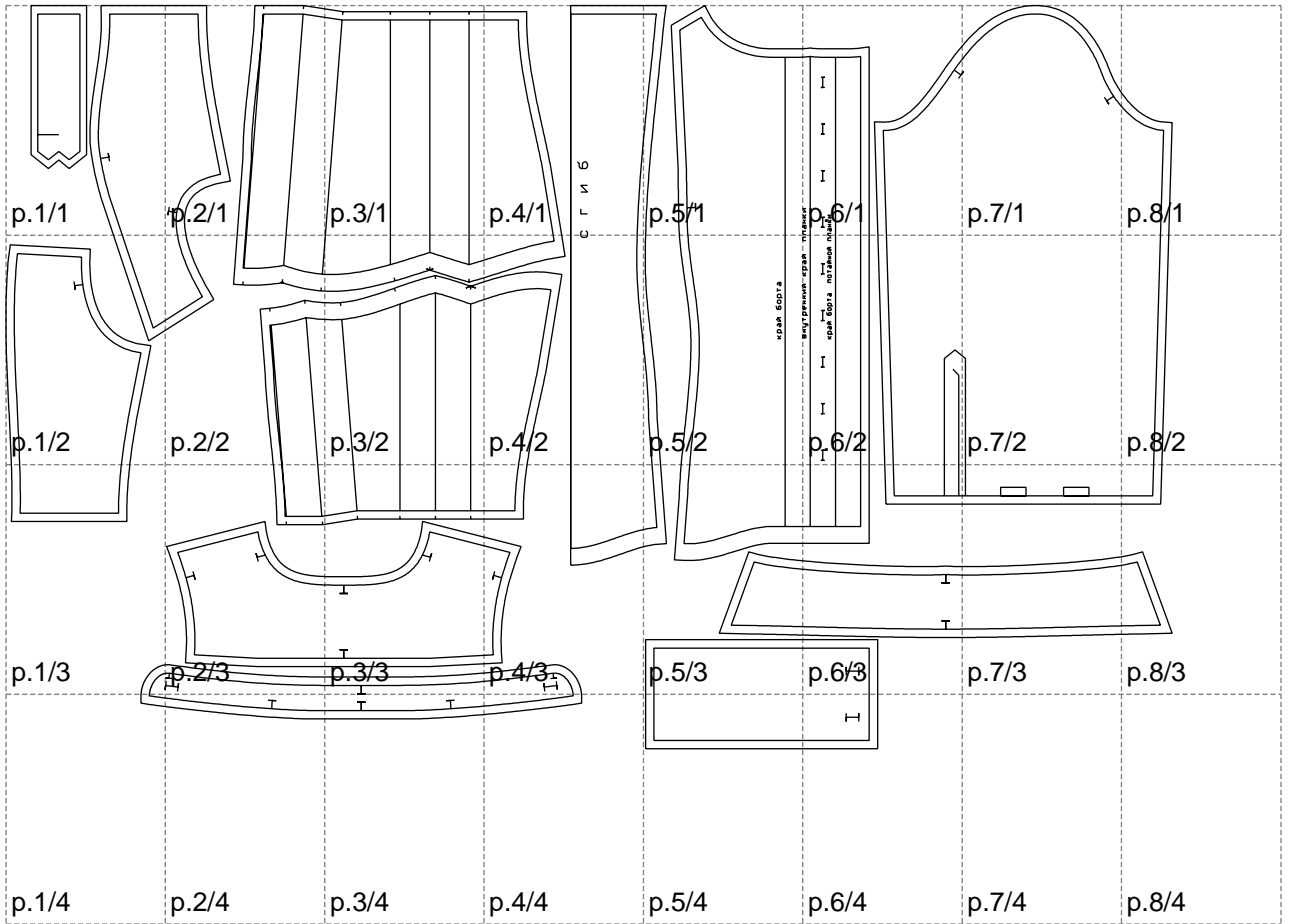 сгиб
край борта
внутренний край планки
край борта потайной планки
p.1/1 p.2/1 p.3/1 p.4/1 p.5/1 p.6/1 p.7/1 p.8/1
p.1/2 p.2/2 p.3/2 p.4/2 p.5/2 p.6/2 p.7/2 p.8/2
p.1/3 p.2/3 p.3/3 p.4/3 p.5/3 p.6/3 p.7/3 p.8/3
p.1/4 p.2/4 p.3/4 p.4/4 p.5/4 p.6/4 p.7/4 p.8/4